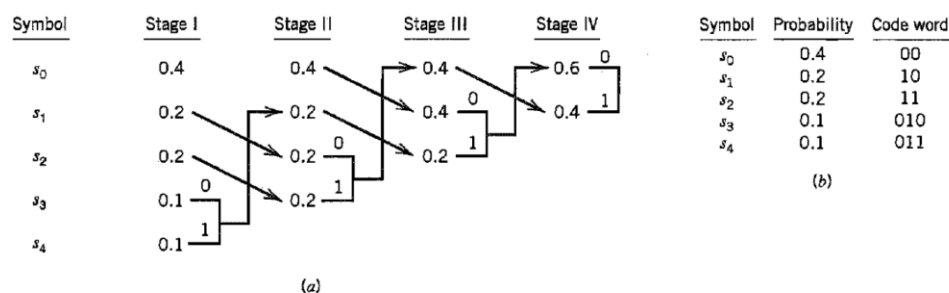 Symbol Stage I Stage II Stage III Stage IV
s0 0.4 0.4 0.4 0.6 0
s1 0.2 0.2 0.4 0 0.4 1
s2 0.2 0.2 0 0.2 1
s3 0.1 0 0.2 1
s4 0.1 1
(a)
Symbol Probability Code word
s0 0.4 00
s1 0.2 10
s2 0.2 11
s3 0.1 010
s4 0.1 011
(b)